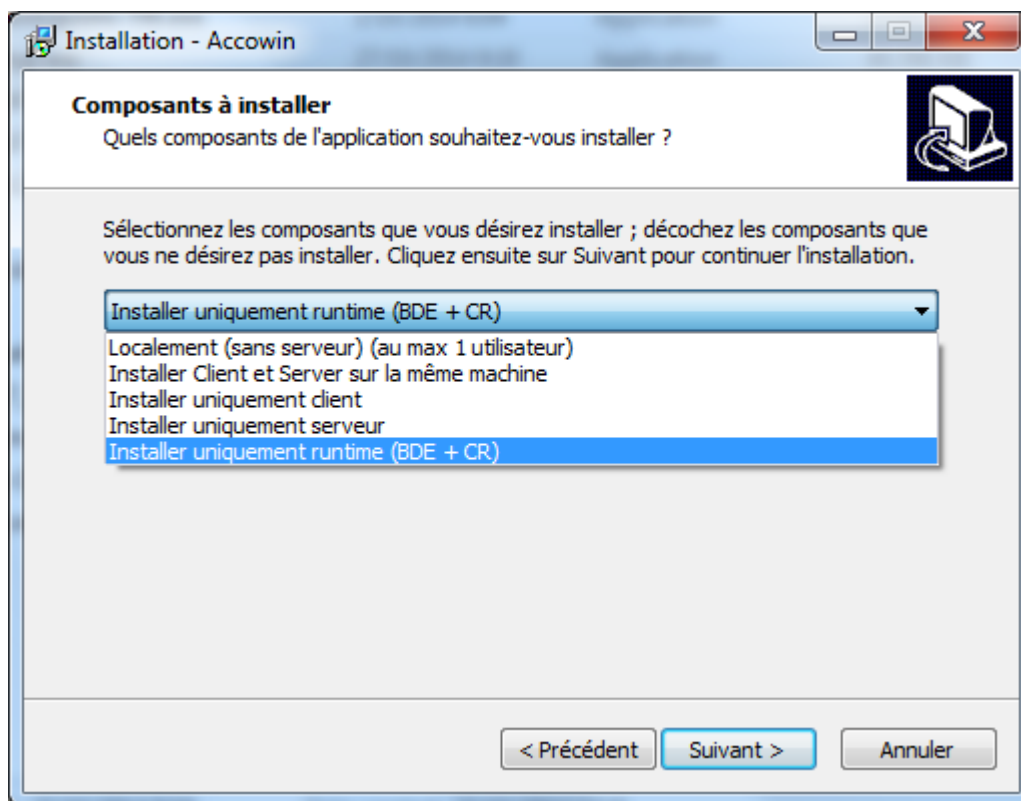 Installation - Accowin
Composants à installer
Quels composants de l'application souhaitez-vous installer ?
Sélectionnez les composants que vous désirez installer ; décochez les composants que
vous ne désirez pas installer. Cliquez ensuite sur Suivant pour continuer l'installation.
Installer uniquement runtime (BDE + CR)
Localement (sans serveur) (au max 1 utilisateur)
Installer Client et Server sur la même machine
Installer uniquement client
Installer uniquement serveur
Installer uniquement runtime (BDE + CR)
< Précédent
Suivant >
Annuler